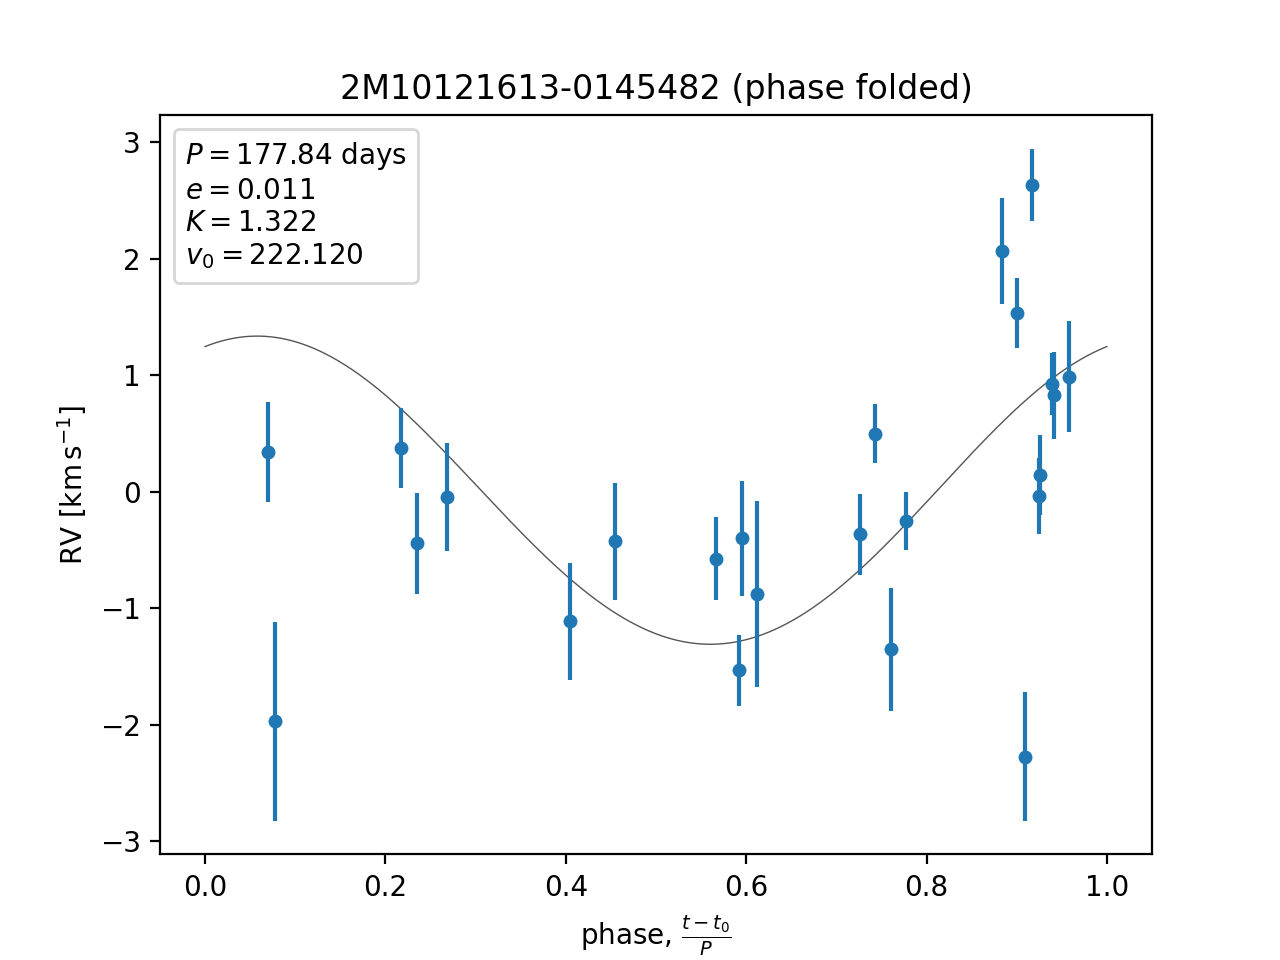 2M10121613-0145482 (phase folded)
P = 177.84 days
e = 0.011
K = 1.322
v₀ = 222.120
3
2
1
0
−1
−2
−3
RV [km s⁻¹]
0.0 0.2 0.4 0.6 0.8 1.0
phase, (t − t₀)/P